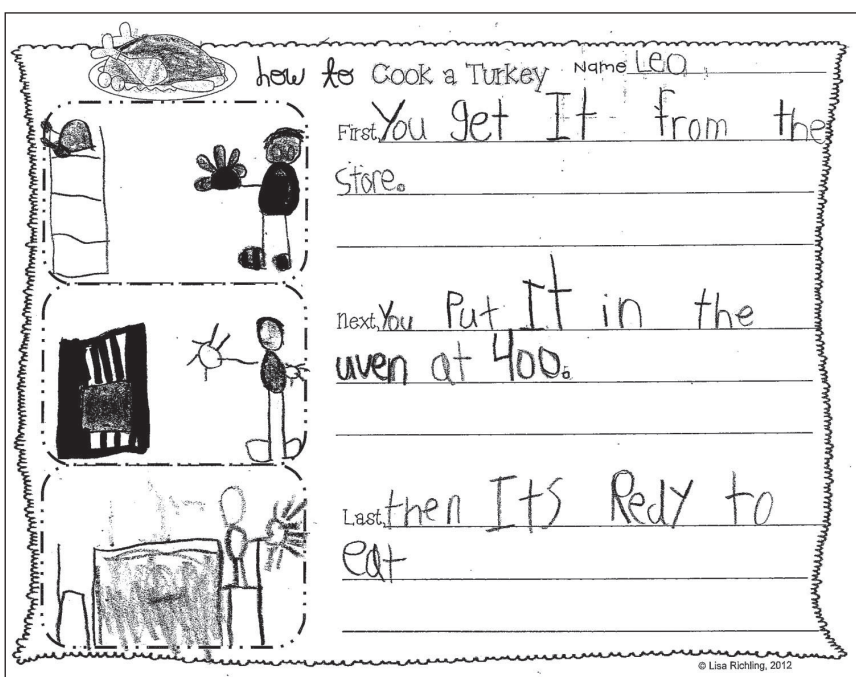 how to Cook a Turkey Name Leo
First, You get It from the
store.
Next, You Put It in the
uven at 400.
Last, then Its Redy to
eat
© Lisa Richling, 2012